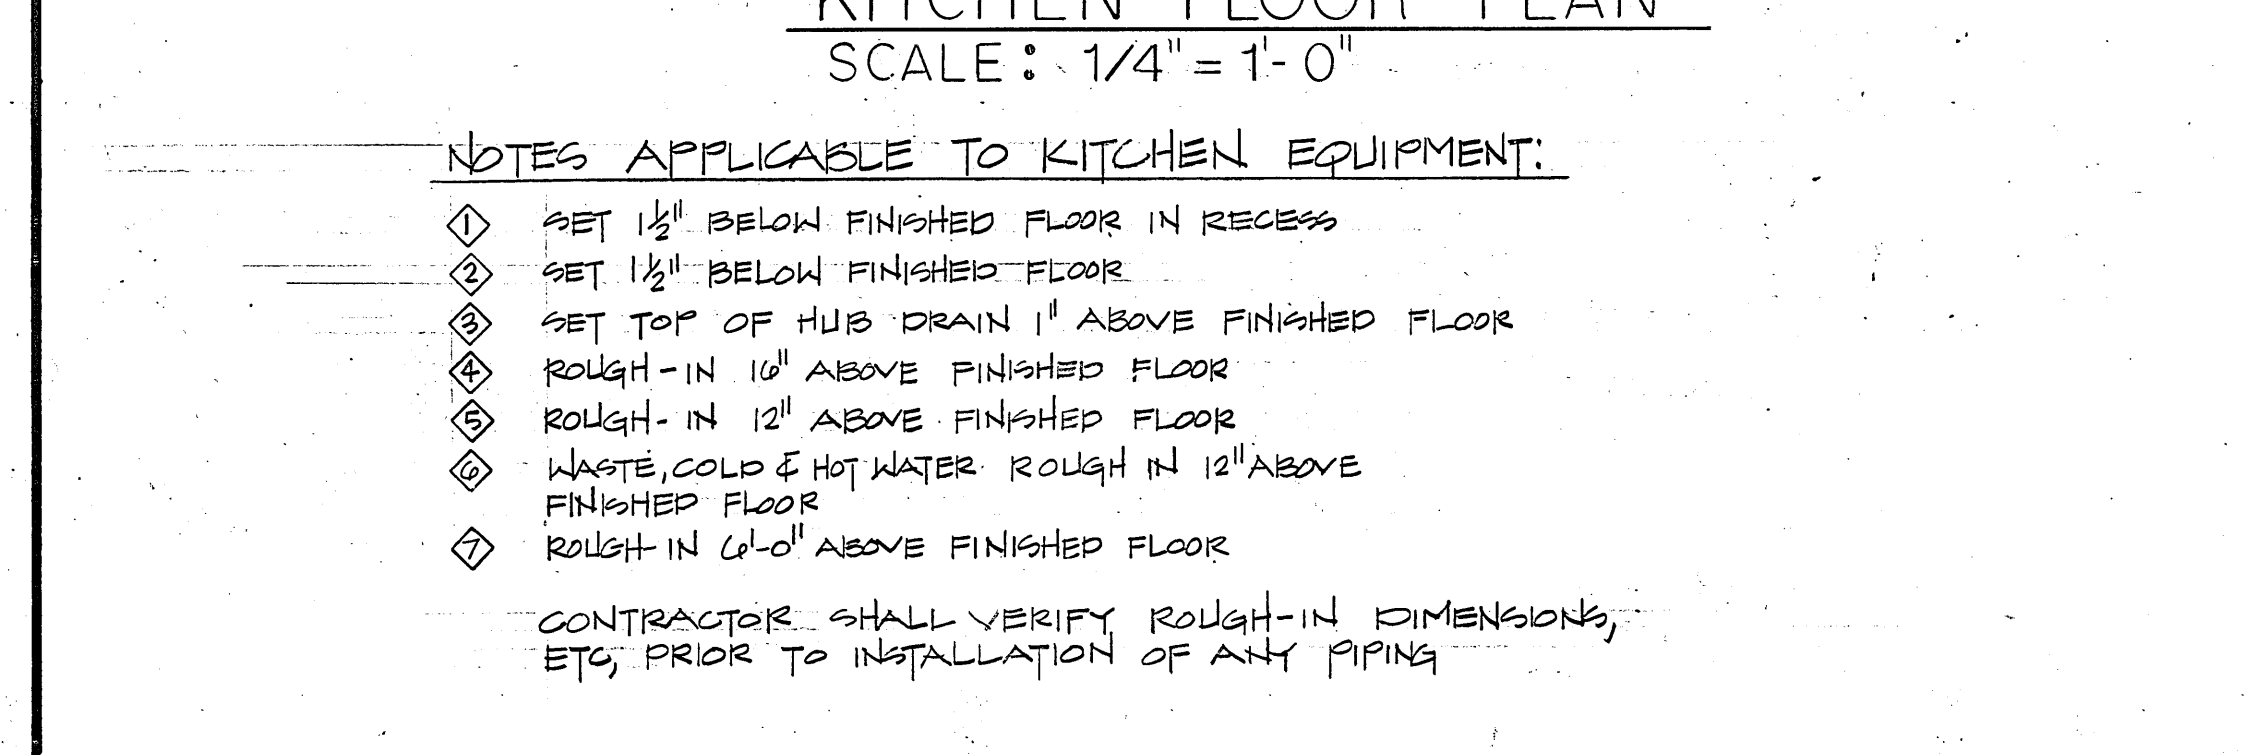 KITCHEN FLOOR PLAN
SCALE: 1/4" = 1'-0"
NOTES APPLICABLE TO KITCHEN EQUIPMENT:
1 SET 1½" BELOW FINISHED FLOOR IN RECESS
2 SET 1½" BELOW FINISHED FLOOR
3 SET TOP OF HUB DRAIN 1" ABOVE FINISHED FLOOR
4 ROUGH-IN 16" ABOVE FINISHED FLOOR
5 ROUGH-IN 12" ABOVE FINISHED FLOOR
6 WASTE, COLD & HOT WATER ROUGH IN 12" ABOVE
FINISHED FLOOR
7 ROUGH-IN 6'-0" ABOVE FINISHED FLOOR
CONTRACTOR SHALL VERIFY ROUGH-IN DIMENSIONS,
ETC, PRIOR TO INSTALLATION OF ANY PIPING